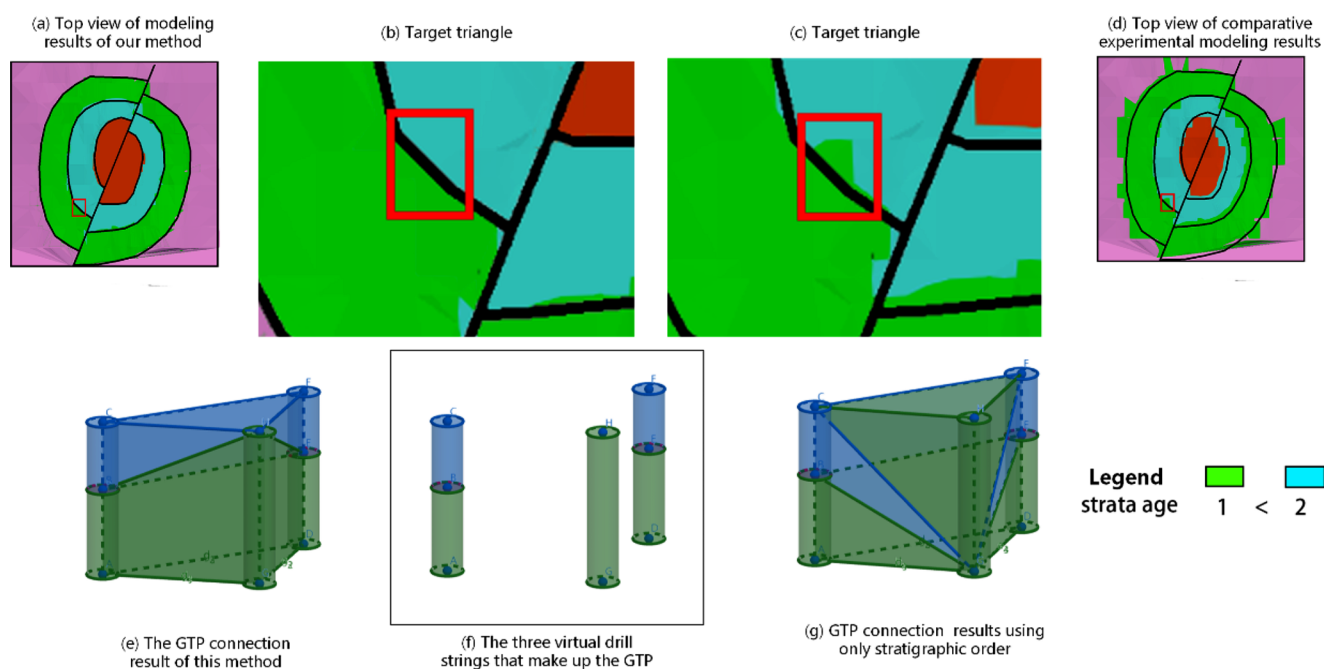 (a) Top view of modeling
results of our method
(b) Target triangle
(c) Target triangle
(d) Top view of comparative
experimental modeling results
C
F
H
B
E
A
G
D
Legend
strata age
1 < 2
(e) The GTP connection
result of this method
(f) The three virtual drill
strings that make up the GTP
(g) GTP connection results using
only stratigraphic order